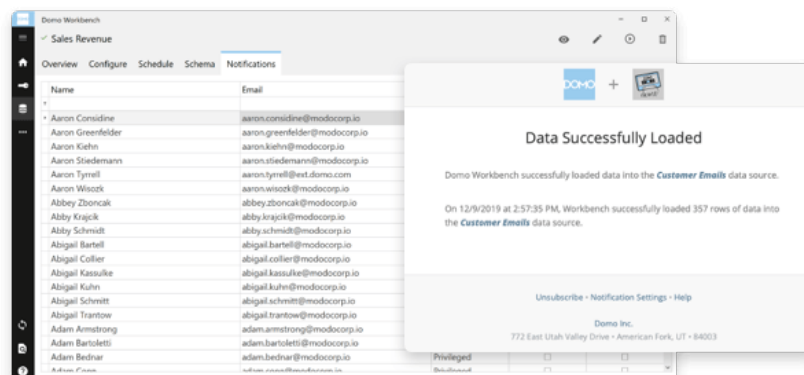 Domo Workbench
Sales Revenue
Overview Configure Schedule Schema Notifications
Name Email
Aaron Considine aaron.considine@modocorp.io
Aaron Greenfelder aaron.greenfelder@modocorp.io
Aaron Kiehn aaron.kiehn@modocorp.io
Aaron Stiedemann aaron.stiedemann@modocorp.io
Aaron Tyrrell aaron.tyrrell@ext.domo.com
Aaron Wisozk aaron.wisozk@modocorp.io
Abbey Zboncak abbey.zboncak@modocorp.io
Abby Krajcik abby.krajcik@modocorp.io
Abby Schmidt abby.schmidt@modocorp.io
Abigail Bartell abigail.bartell@modocorp.io
Abigail Collier abigail.collier@modocorp.io
Abigail Kassulke abigail.kassulke@modocorp.io
Abigail Kuhn abigail.kuhn@modocorp.io
Abigail Schmitt abigail.schmitt@modocorp.io
Abigail Trantow abigail.trantow@modocorp.io
Adam Armstrong adam.armstrong@modocorp.io
Adam Bartoletti adam.bartoletti@modocorp.io
Adam Bednar adam.bednar@modocorp.io Privileged
DOMO +
Data Successfully Loaded
Domo Workbench successfully loaded data into the Customer Emails data source.
On 12/9/2019 at 2:57:35 PM, Workbench successfully loaded 357 rows of data into
the Customer Emails data source.
Unsubscribe • Notification Settings • Help
Domo Inc.
772 East Utah Valley Drive • American Fork, UT • 84003